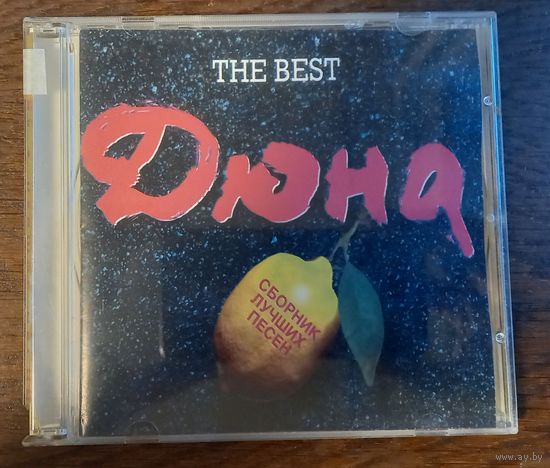 THE BEST
Дюна
СБОРНИК
ЛУЧШИХ
ПЕСЕН
www.ay.by